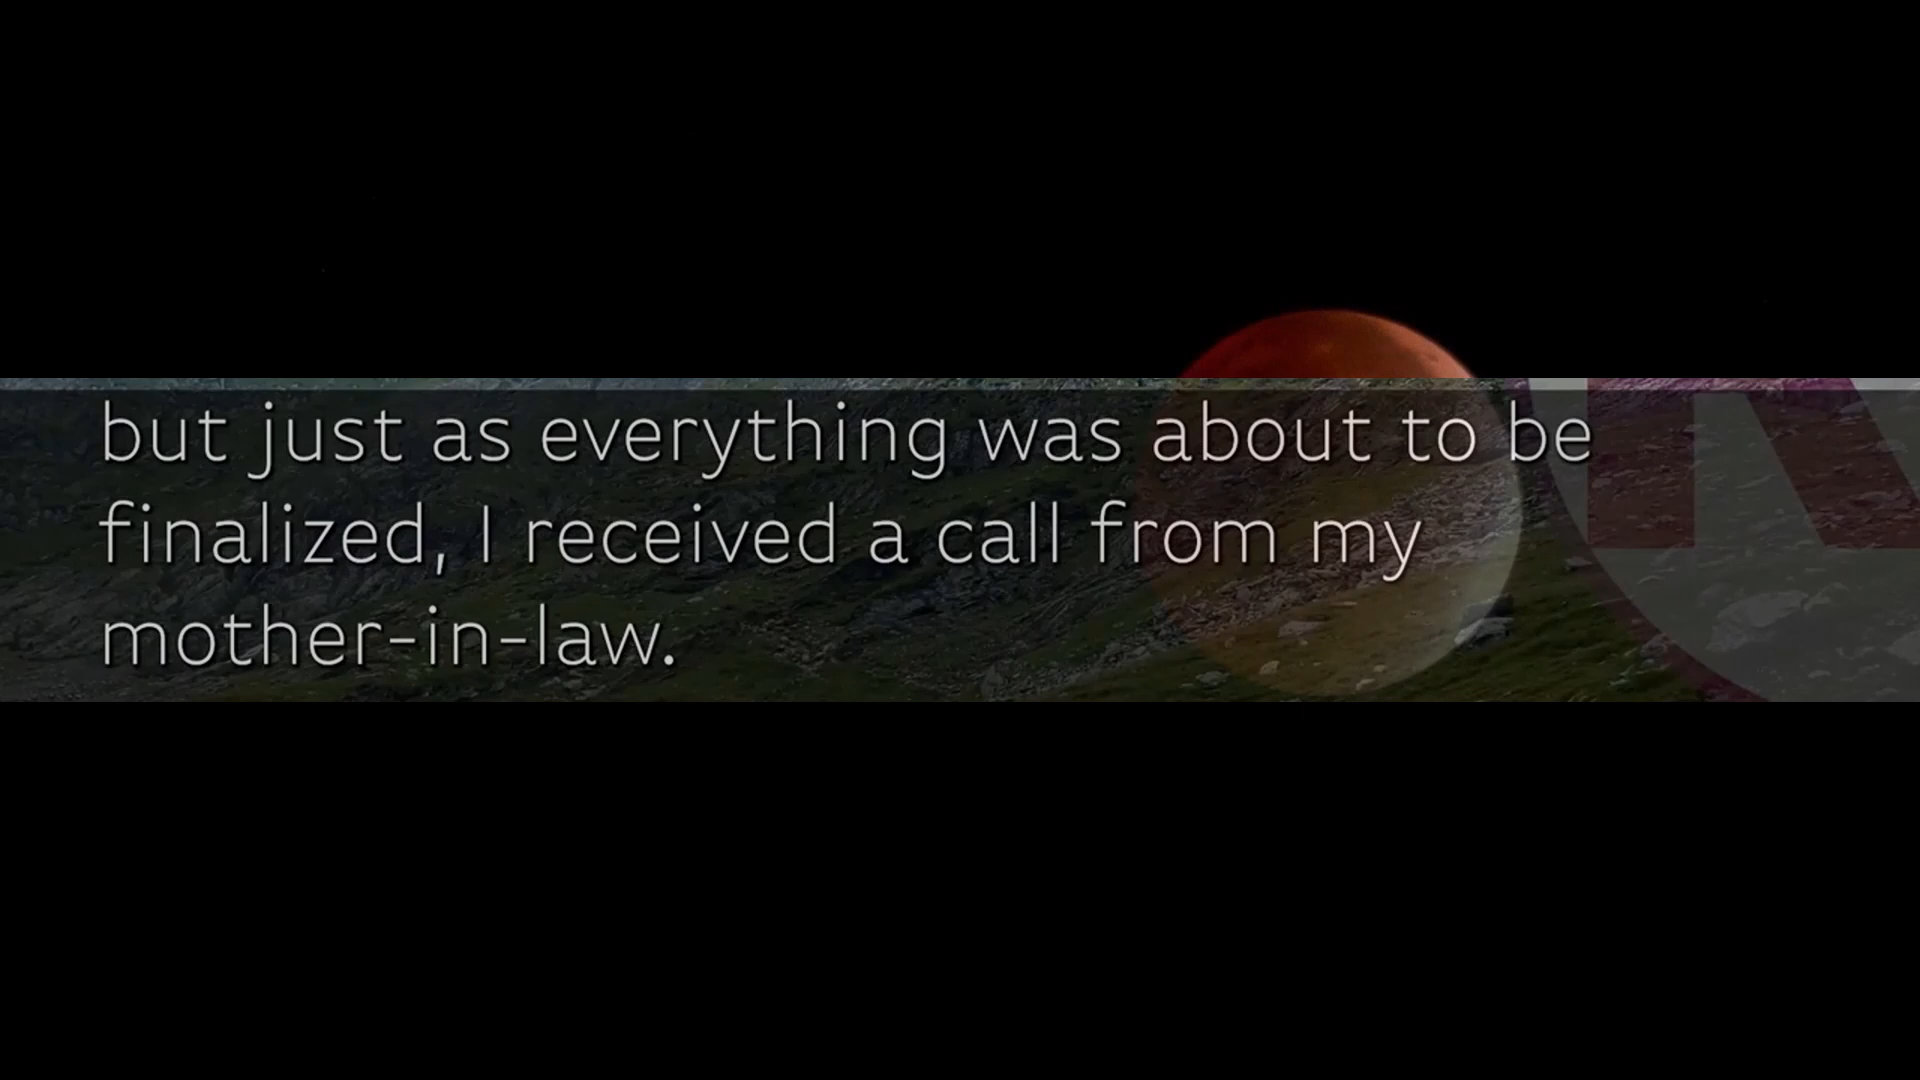 but just as everything was about to be
finalized, I received a call from my
mother-in-law.